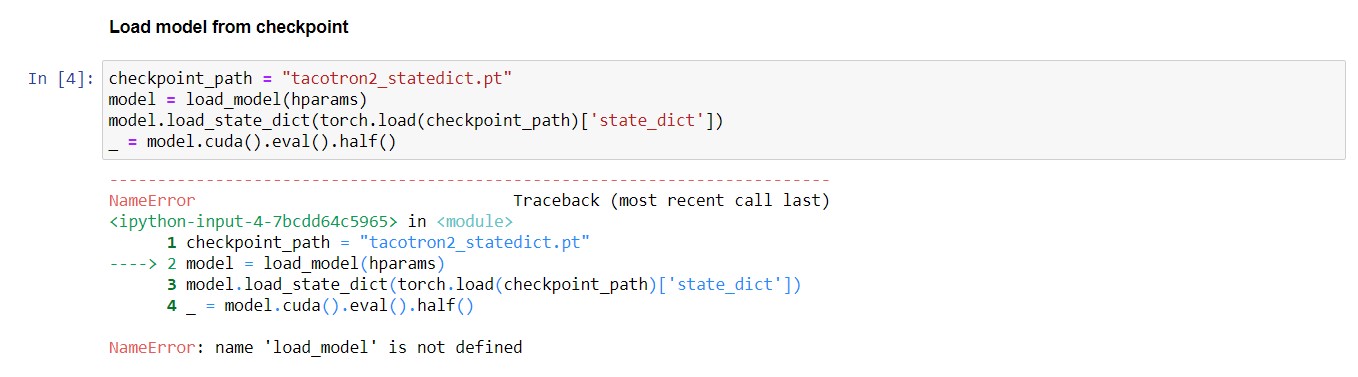 Load model from checkpoint
In [4]: checkpoint_path = "tacotron2_statedict.pt"
model = load_model(hparams)
model.load_state_dict(torch.load(checkpoint_path)['state_dict'])
_ = model.cuda().eval().half()
---------------------------------------------------------------------------
NameError                                 Traceback (most recent call last)
<ipython-input-4-7bcdd64c5965> in <module>
      1 checkpoint_path = "tacotron2_statedict.pt"
----> 2 model = load_model(hparams)
      3 model.load_state_dict(torch.load(checkpoint_path)['state_dict'])
      4 _ = model.cuda().eval().half()
NameError: name 'load_model' is not defined